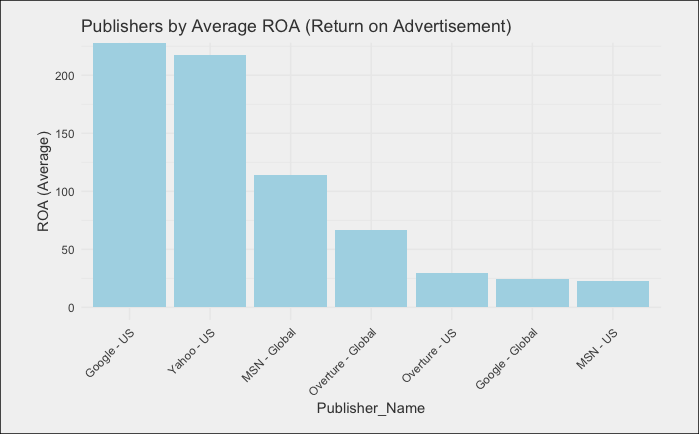 Publishers by Average ROA (Return on Advertisement)
ROA (Average)
200
150
100
50
0
Google - US
Yahoo - US
MSN - Global
Overture - Global
Overture - US
Google - Global
MSN - US
Publisher_Name